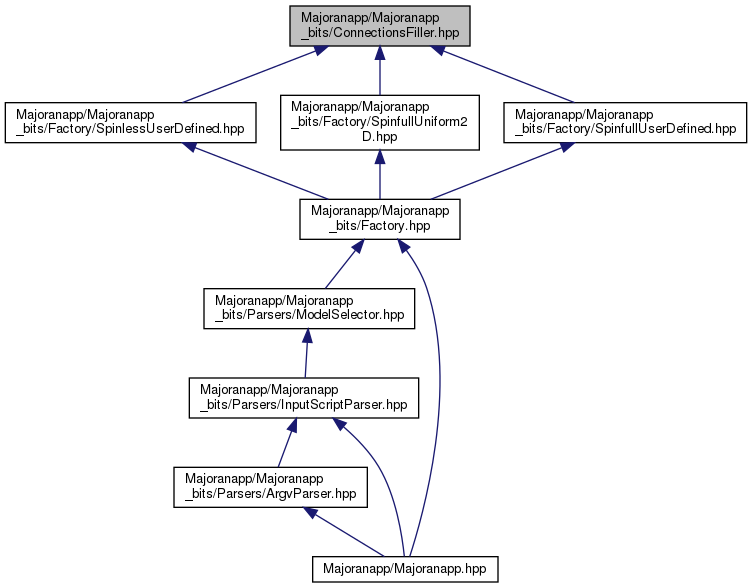 Majoranapp/Majoranapp
_bits/ConnectionsFiller.hpp
Majoranapp/Majoranapp
_bits/Factory/SpinlessUserDefined.hpp
Majoranapp/Majoranapp
_bits/Factory/SpinfullUniform2
D.hpp
Majoranapp/Majoranapp
_bits/Factory/SpinfullUserDefined.hpp
Majoranapp/Majoranapp
_bits/Factory.hpp
Majoranapp/Majoranapp
_bits/Parsers/ModelSelector.hpp
Majoranapp/Majoranapp
_bits/Parsers/InputScriptParser.hpp
Majoranapp/Majoranapp
_bits/Parsers/ArgvParser.hpp
Majoranapp/Majoranapp.hpp